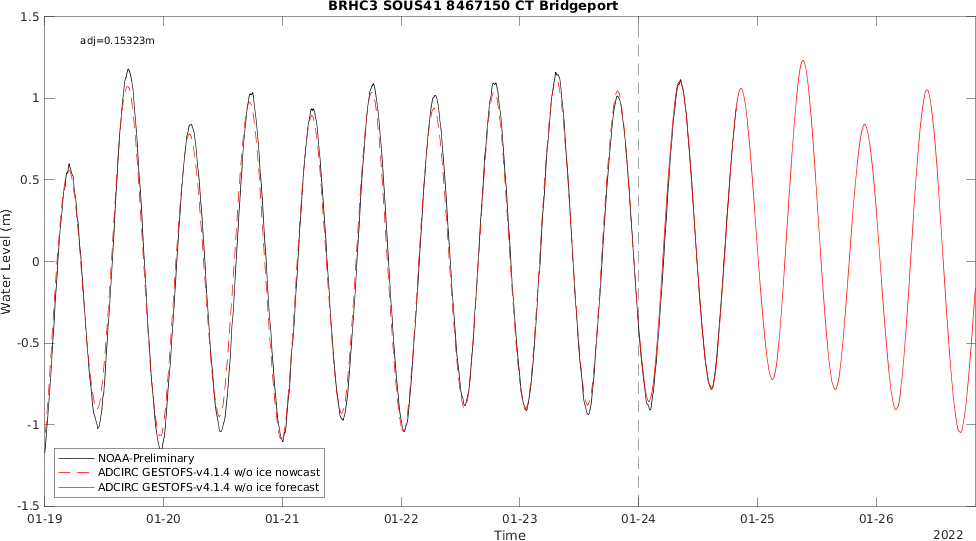 BRHC3 SOUS41 8467150 CT Bridgeport
1.5
adj=0.15323m
1
0.5
0
-0.5
-1
-1.5
Water Level (m)
NOAA-Preliminary
ADCIRC GESTOFS-v4.1.4 w/o ice nowcast
ADCIRC GESTOFS-v4.1.4 w/o ice forecast
01-19 01-20 01-21 01-22 01-23 01-24 01-25 01-26
Time
2022